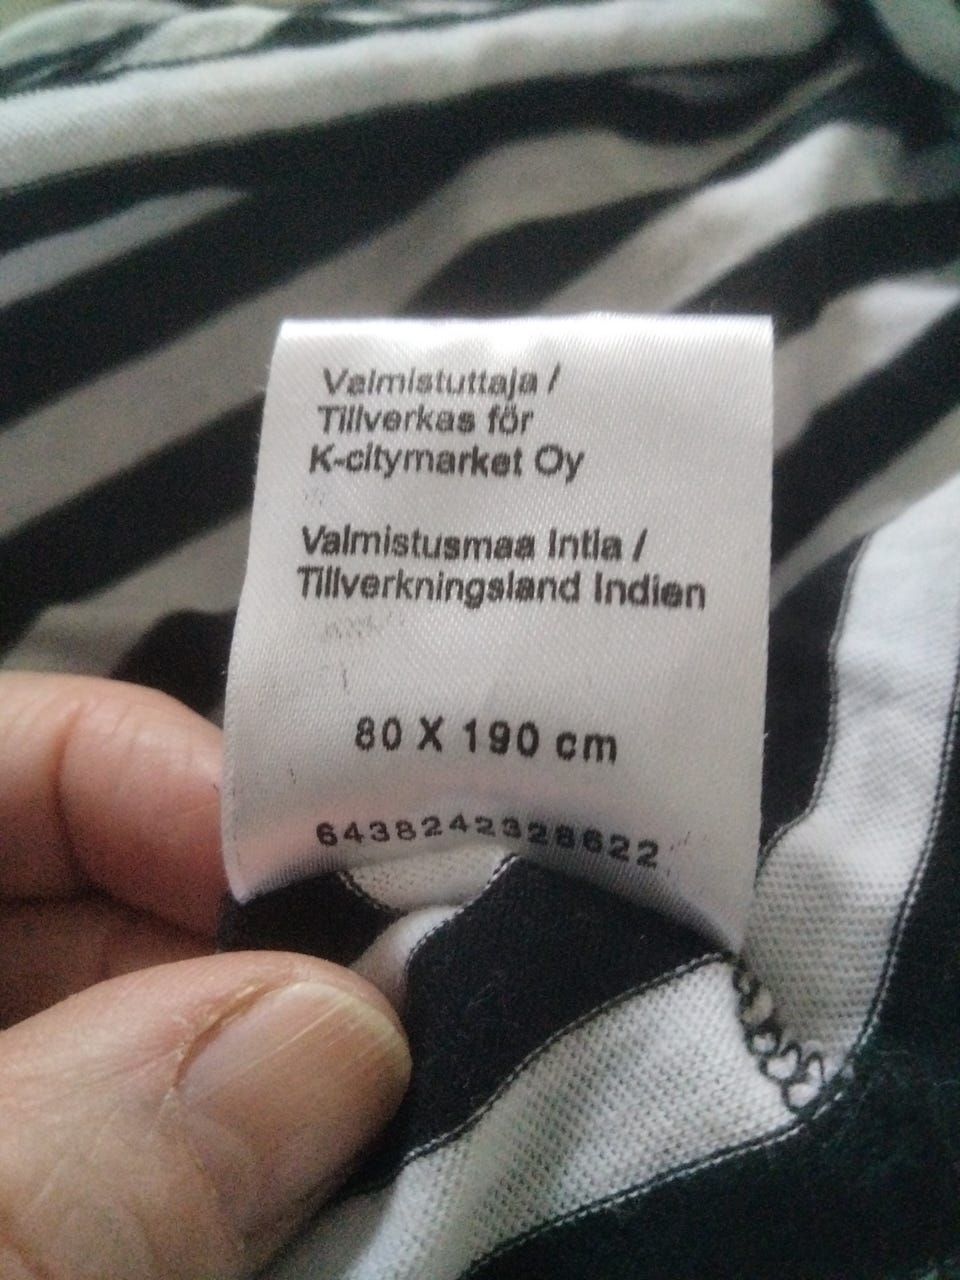 Valmistuttaja /
Tillverkas för
K-citymarket Oy
Valmistusmaa Intia /
Tillverkningsland Indien
80 X 190 cm
6438242328622